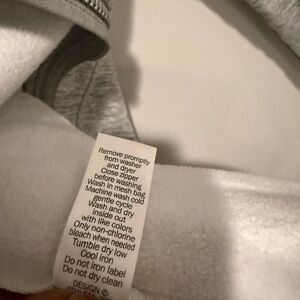 Remove promptly
from washer
and dryer
Close zipper
before washing
Wash in mesh bag
Machine wash cold
gentle cycle
Wash and dry
inside out
with like colors
Only non-chlorine
bleach when needed
Tumble dry low
Cool iron
Do not iron label
Do not dry clean
DESIGN ©